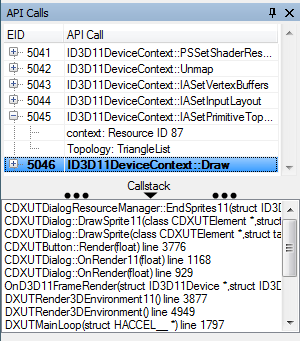 API Calls
EID API Call
5041 ID3D11DeviceContext::PSSetShaderRes...
5042 ID3D11DeviceContext::Unmap
5043 ID3D11DeviceContext::IASetVertexBuffers
5044 ID3D11DeviceContext::IASetInputLayout
5045 ID3D11DeviceContext::IASetPrimitiveTop...
context: Resource ID 87
Topology: TriangleList
5046 ID3D11DeviceContext::Draw
Callstack
CDXUTDialogResourceManager::EndSprites11(struct ID3
CDXUTDialog::DrawSprite11(class CDXUTElement *,struct
CDXUTDialog::DrawSprite(class CDXUTElement *,struct ta
CDXUTButton::Render(float) line 3776
CDXUTDialog::OnRender11(float) line 1168
CDXUTDialog::OnRender(float) line 929
OnD3D11FrameRender(struct ID3D11Device *,struct ID3D
DXUTRender3DEnvironment11() line 3877
DXUTRender3DEnvironment() line 4949
DXUTMainLoop(struct HACCEL__ *) line 1797